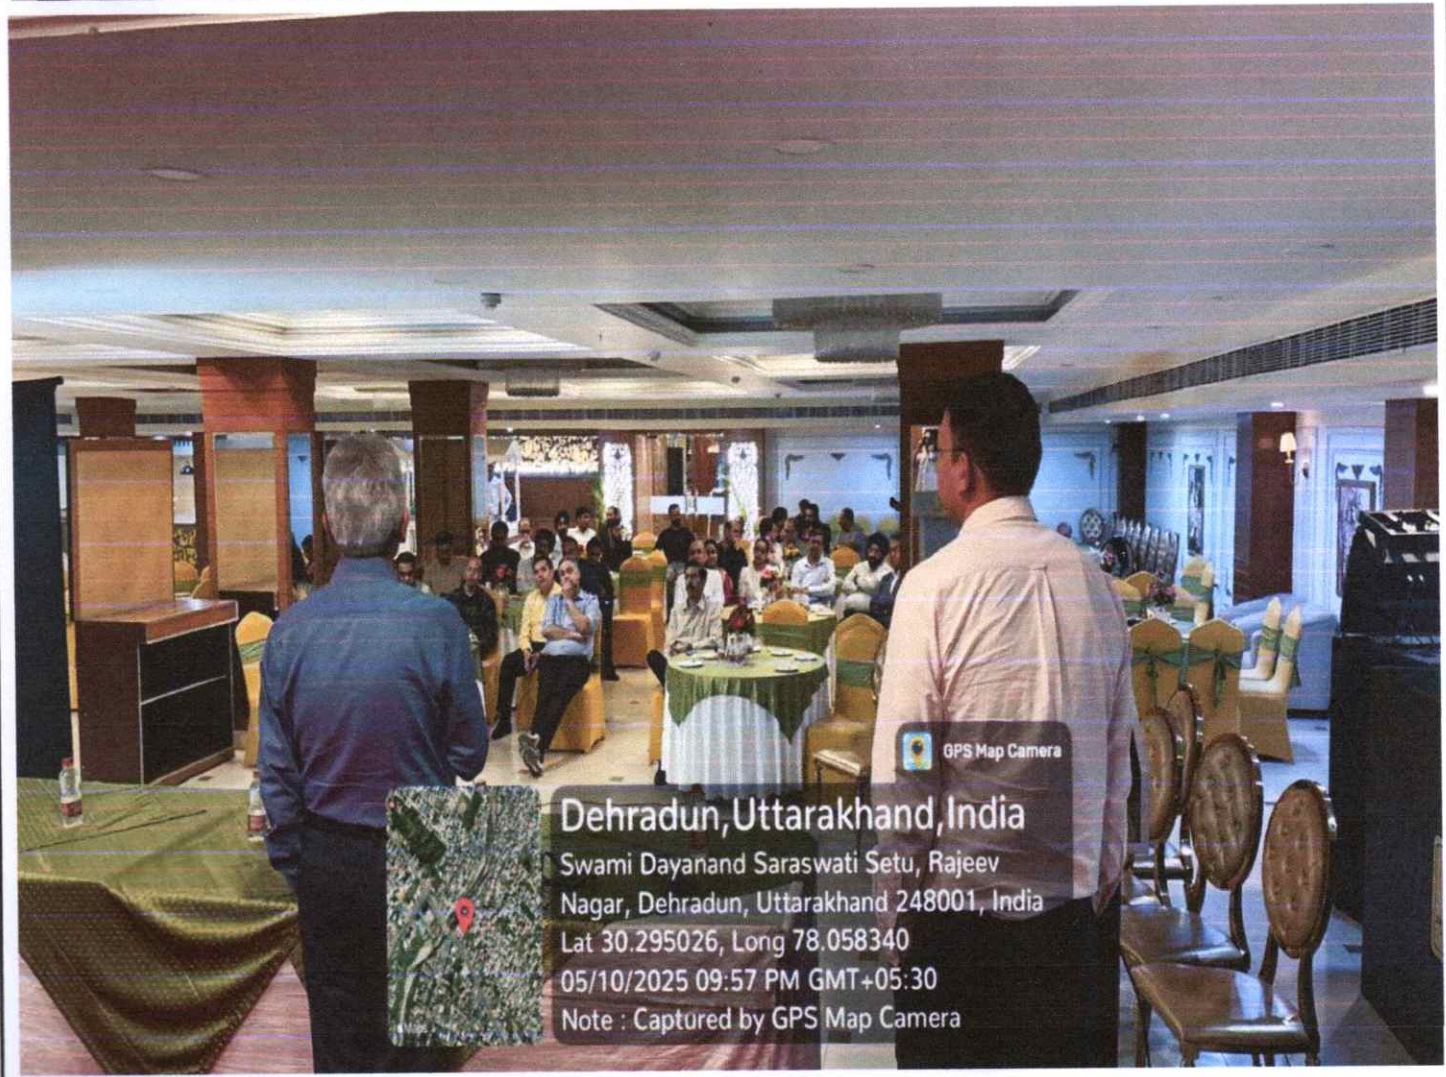 GPS Map Camera
Dehradun,Uttarakhand,India
Swami Dayanand Saraswati Setu, Rajeev
Nagar, Dehradun, Uttarakhand 248001, India
Lat 30.295026, Long 78.058340
05/10/2025 09:57 PM GMT+05:30
Note : Captured by GPS Map Camera